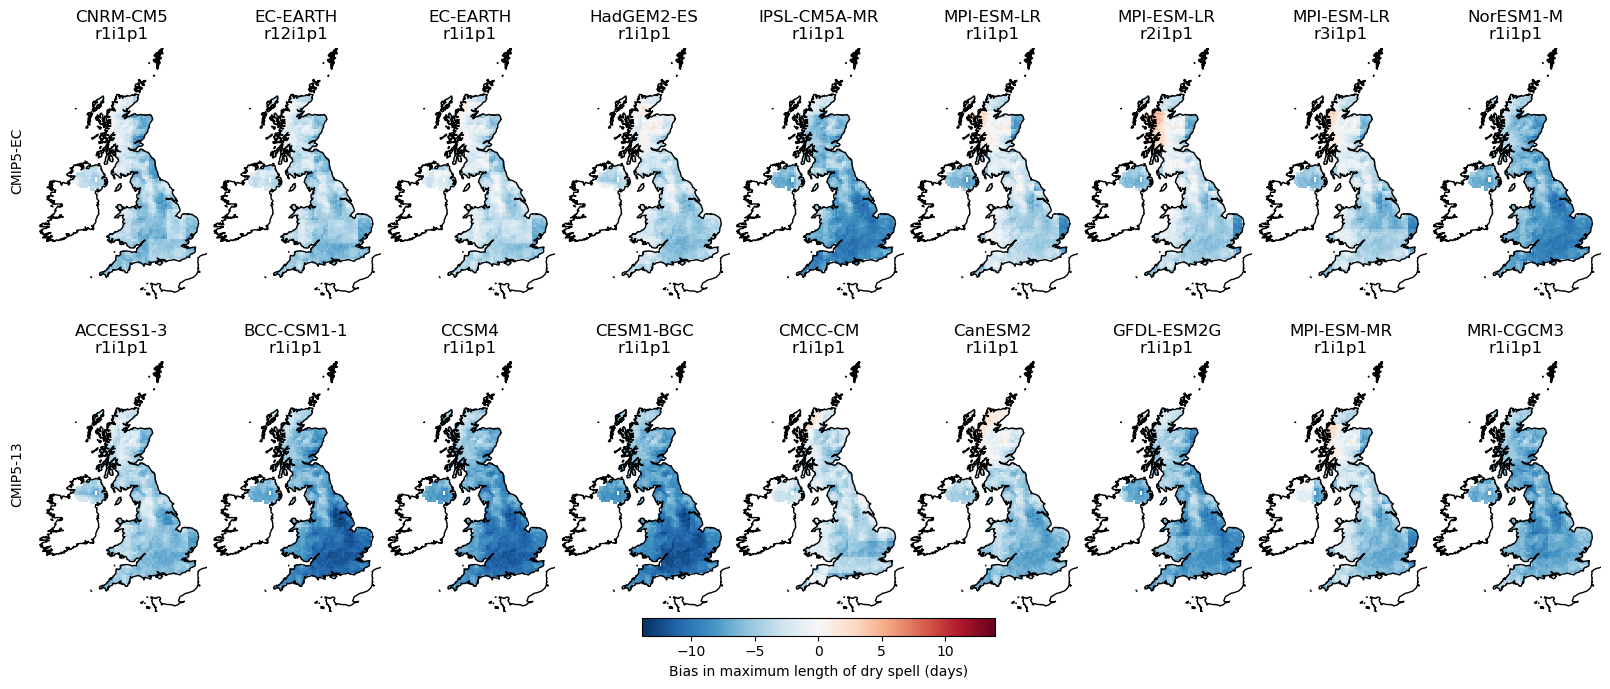 CNRM-CM5 EC-EARTH EC-EARTH HadGEM2-ES IPSL-CM5A-MR MPI-ESM-LR MPI-ESM-LR MPI-ESM-LR NorESM1-M
r1i1p1 r12i1p1 r1i1p1 r1i1p1 r1i1p1 r1i1p1 r2i1p1 r3i1p1 r1i1p1
CMIP5-EC
ACCESS1-3 BCC-CSM1-1 CCSM4 CESM1-BGC CMCC-CM CanESM2 GFDL-ESM2G MPI-ESM-MR MRI-CGCM3
r1i1p1 r1i1p1 r1i1p1 r1i1p1 r1i1p1 r1i1p1 r1i1p1 r1i1p1 r1i1p1
CMIP5-13
−10 −5 0 5 10
Bias in maximum length of dry spell (days)